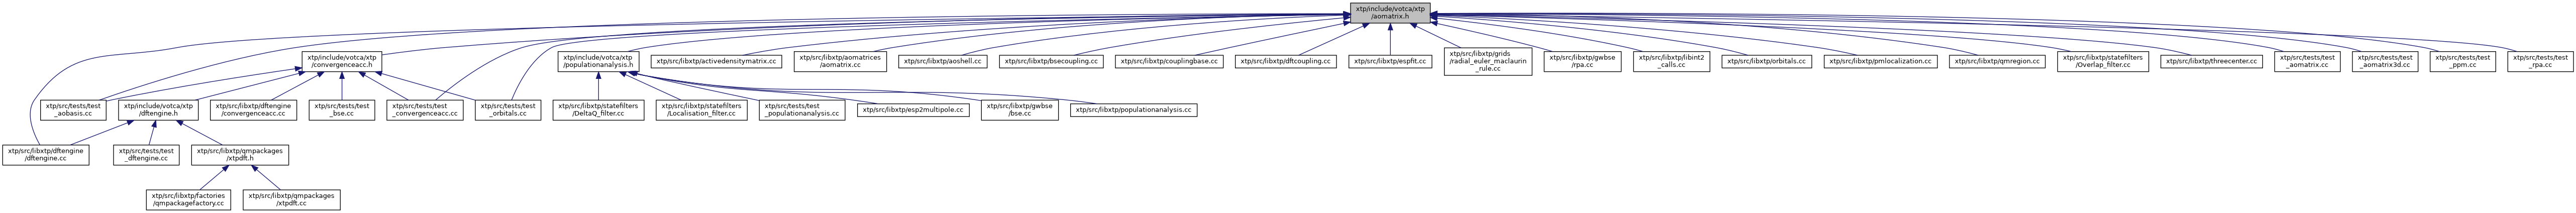 xtp/include/votca/xtp
/aomatrix.h
xtp/include/votca/xtp
/convergenceacc.h
xtp/include/votca/xtp
/populationanalysis.h
xtp/src/libxtp/activedensitymatrix.cc
xtp/src/libxtp/aomatrices
/aomatrix.cc
xtp/src/libxtp/aoshell.cc
xtp/src/libxtp/bsecoupling.cc
xtp/src/libxtp/couplingbase.cc
xtp/src/libxtp/dftcoupling.cc
xtp/src/libxtp/espfit.cc
xtp/src/libxtp/grids
/radial_euler_maclaurin
_rule.cc
xtp/src/libxtp/gwbse
/rpa.cc
xtp/src/libxtp/libint2
_calls.cc
xtp/src/libxtp/orbitals.cc
xtp/src/libxtp/pmlocalization.cc
xtp/src/libxtp/qmregion.cc
xtp/src/libxtp/statefilters
/Overlap_filter.cc
xtp/src/libxtp/threecenter.cc
xtp/src/tests/test
_aomatrix.cc
xtp/src/tests/test
_aomatrix3d.cc
xtp/src/tests/test
_ppm.cc
xtp/src/tests/test
_rpa.cc
xtp/src/tests/test
_aobasis.cc
xtp/include/votca/xtp
/dftengine.h
xtp/src/libxtp/dftengine
/convergenceacc.cc
xtp/src/tests/test
_bse.cc
xtp/src/tests/test
_convergenceacc.cc
xtp/src/tests/test
_orbitals.cc
xtp/src/libxtp/statefilters
/DeltaQ_filter.cc
xtp/src/libxtp/statefilters
/Localisation_filter.cc
xtp/src/tests/test
_populationanalysis.cc
xtp/src/libxtp/esp2multipole.cc
xtp/src/libxtp/gwbse
/bse.cc
xtp/src/libxtp/populationanalysis.cc
xtp/src/libxtp/dftengine
/dftengine.cc
xtp/src/tests/test
_dftengine.cc
xtp/src/libxtp/qmpackages
/xtpdft.h
xtp/src/libxtp/factories
/qmpackagefactory.cc
xtp/src/libxtp/qmpackages
/xtpdft.cc